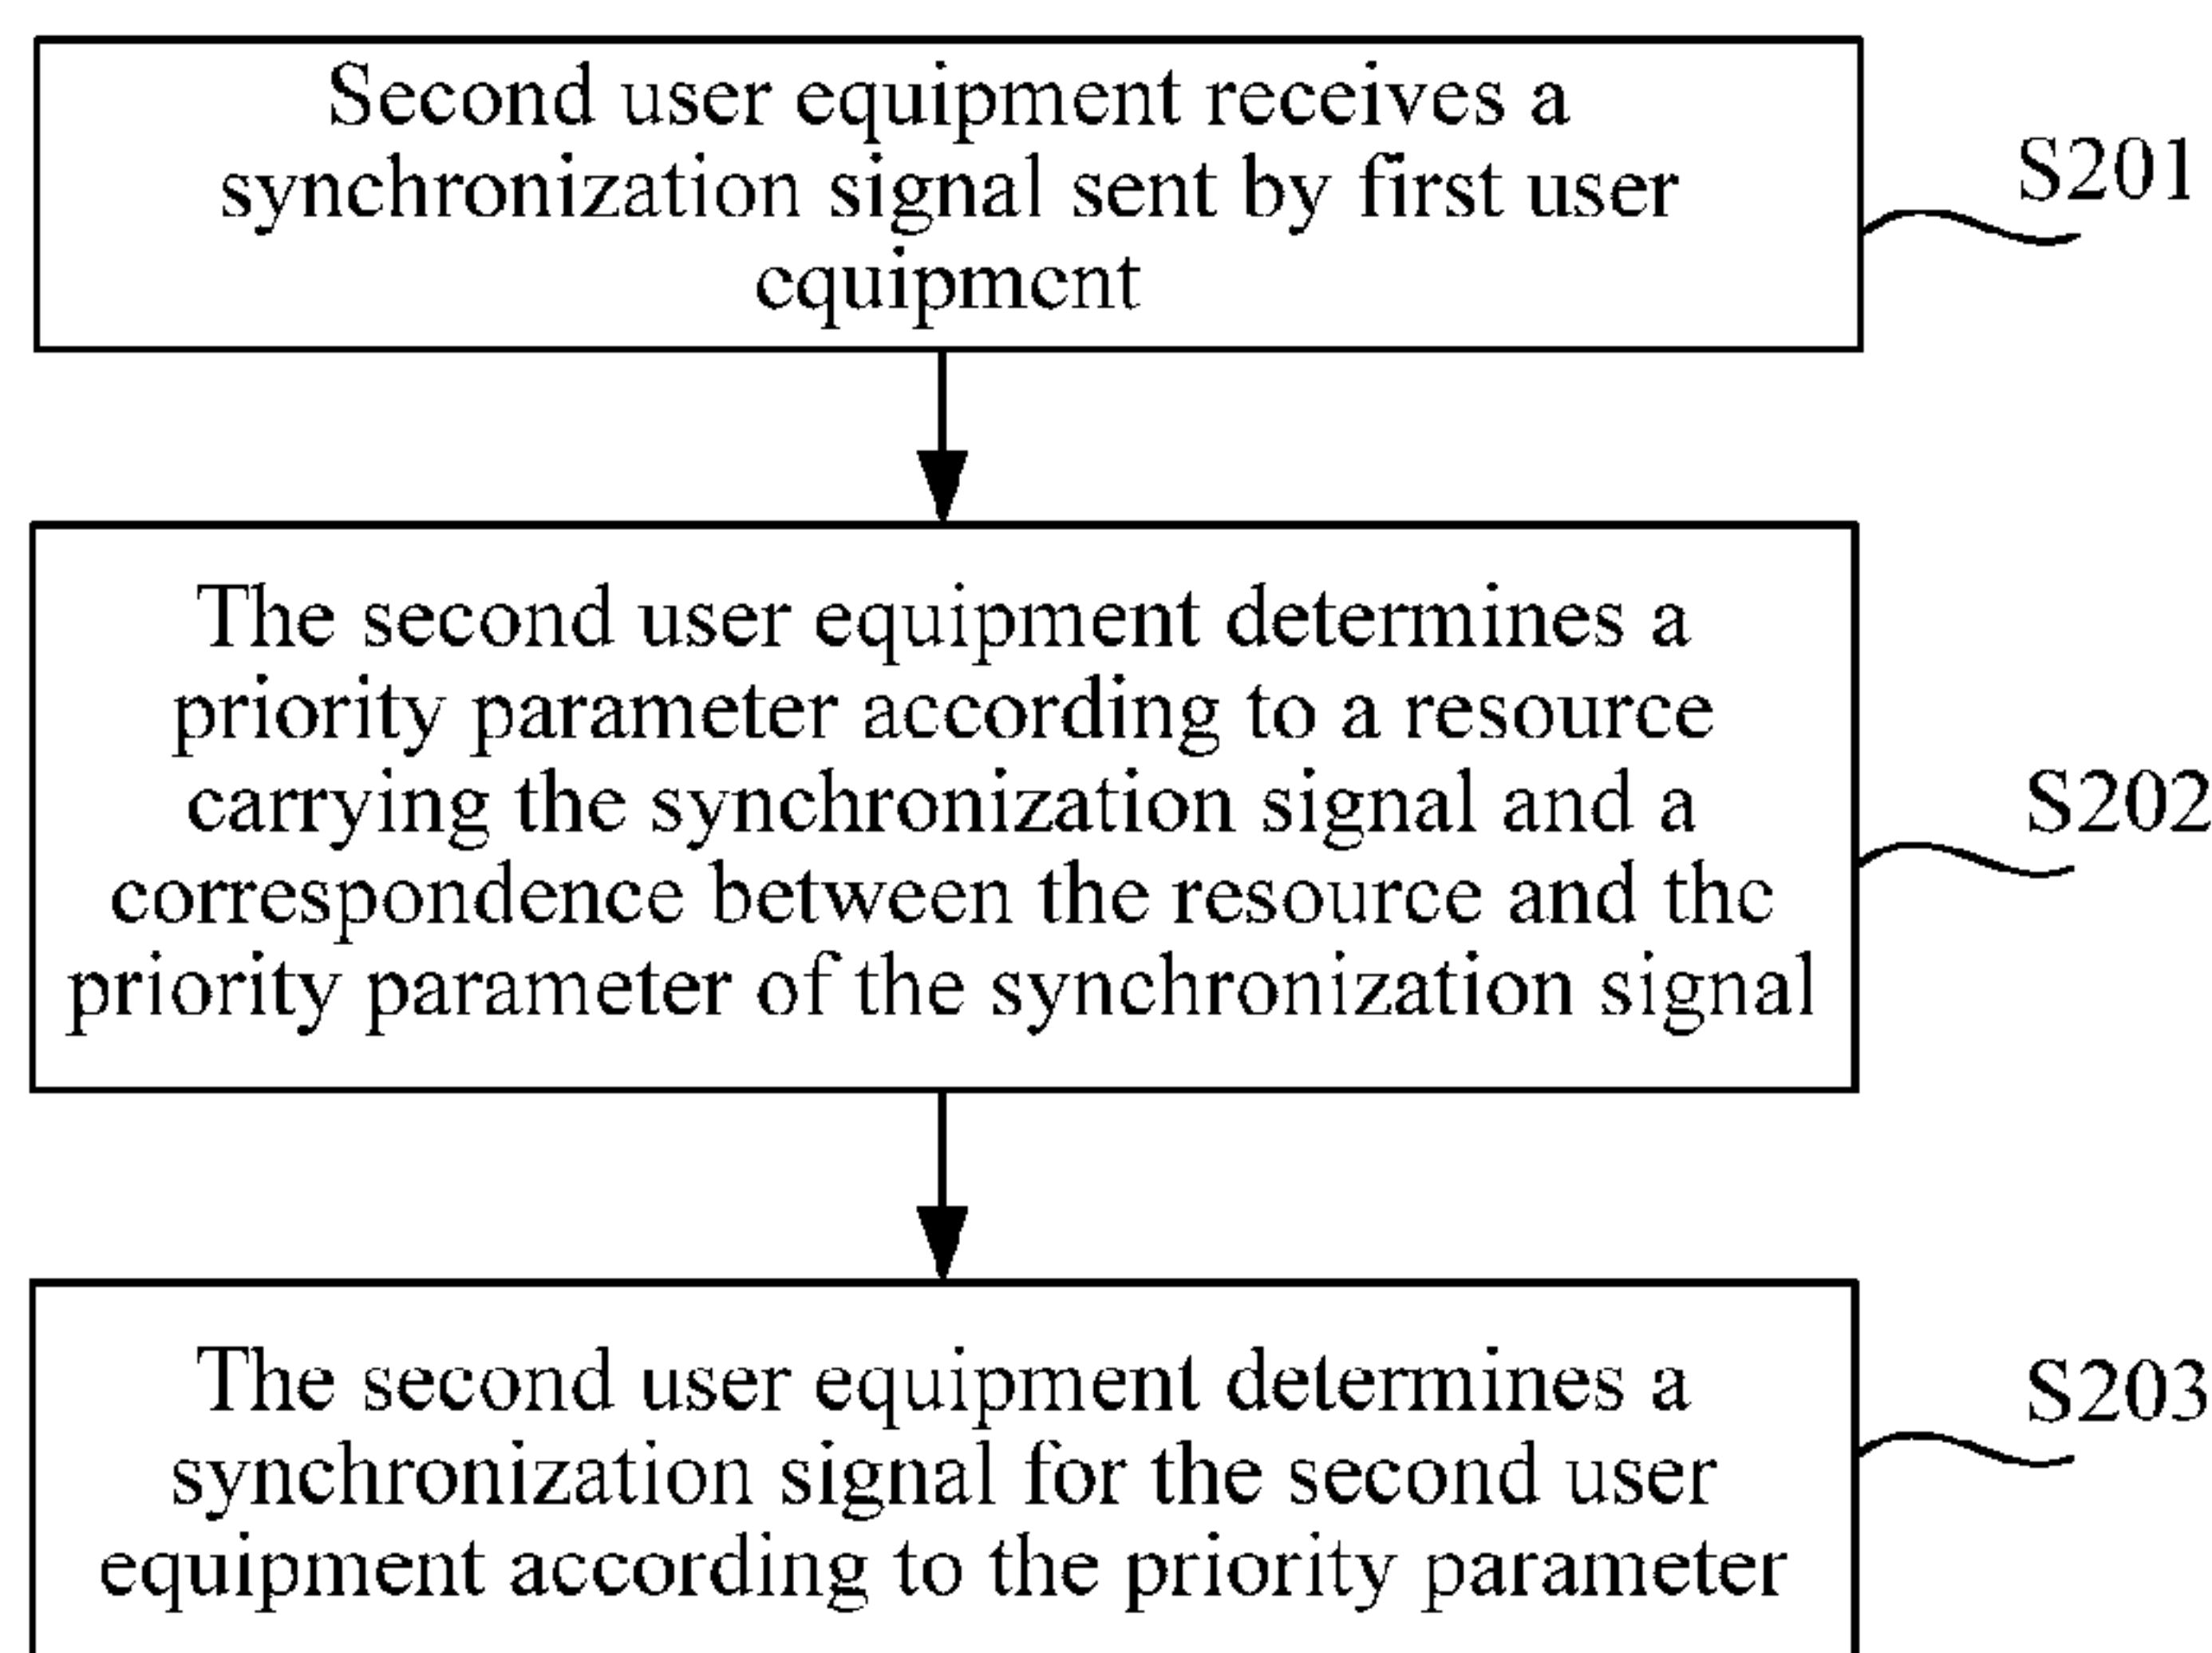 Second user equipment receives a
synchronization signal sent by first user
equipment
S201
The second user equipment determines a
priority parameter according to a resource
carrying the synchronization signal and a
correspondence between the resource and the
priority parameter of the synchronization signal
S202
The second user equipment determines a
synchronization signal for the second user
equipment according to the priority parameter
S203